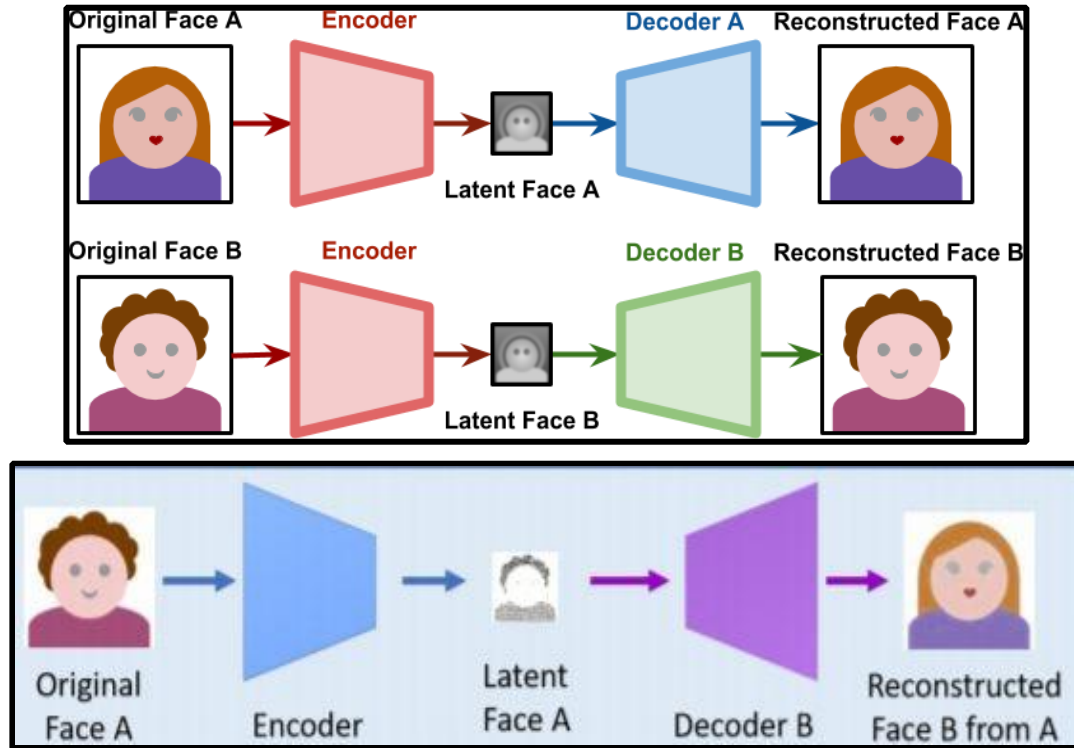 Original Face A Encoder Decoder A Reconstructed Face A
Latent Face A
Original Face B Encoder Decoder B Reconstructed Face B
Latent Face B
Original Face A
Encoder
Latent Face A
Decoder B
Reconstructed Face B from A